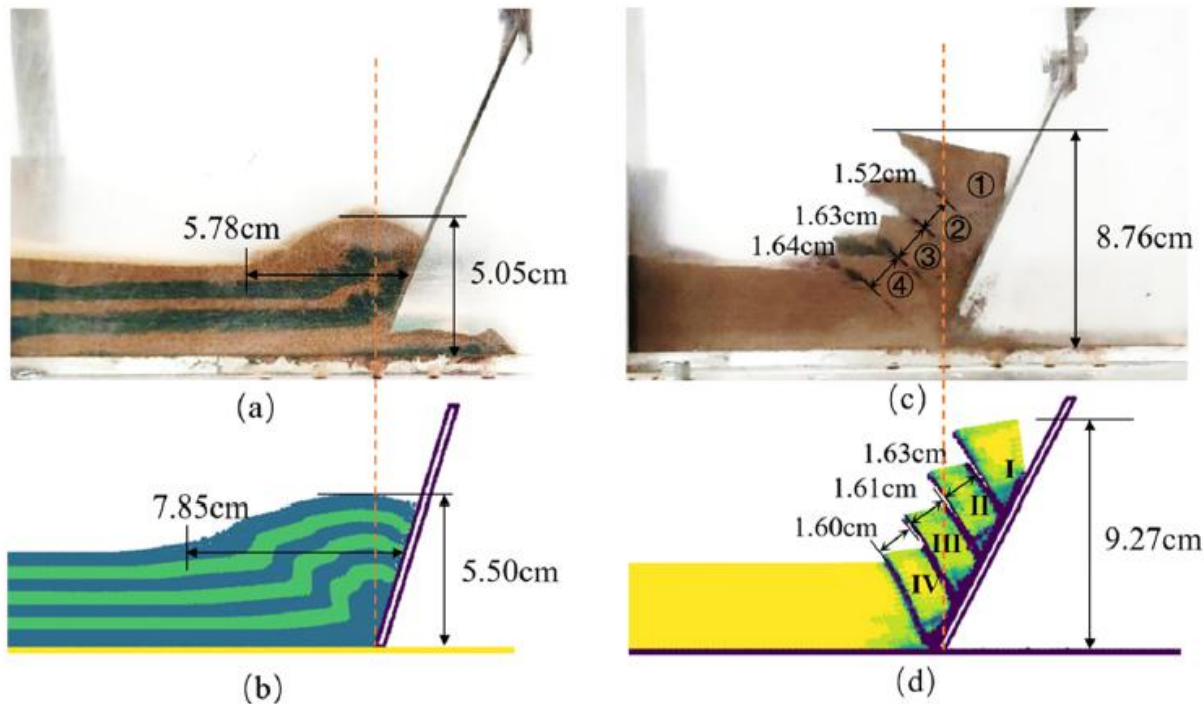 5.78cm
5.05cm
(a)
1.52cm
1.63cm
1.64cm
①
②
③
④
8.76cm
(c)
7.85cm
5.50cm
(b)
1.63cm
1.61cm
1.60cm
I
II
III
IV
9.27cm
(d)